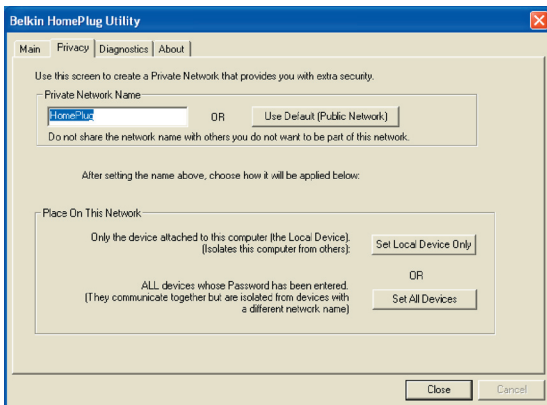 Belkin HomePlug Utility
Main Privacy Diagnostics About
Use this screen to create a Private Network that provides you with extra security.
Private Network Name
HomePlug OR Use Default (Public Network)
Do not share the network name with others you do not want to be part of this network.
After setting the name above, choose how it will be applied below:
Place On This Network
Only the device attached to this computer (the Local Device).
(Isolates this computer from others):
Set Local Device Only
OR
ALL devices whose Password has been entered.
(They communicate together but are isolated from devices with
a different network name)
Set All Devices
Close Cancel